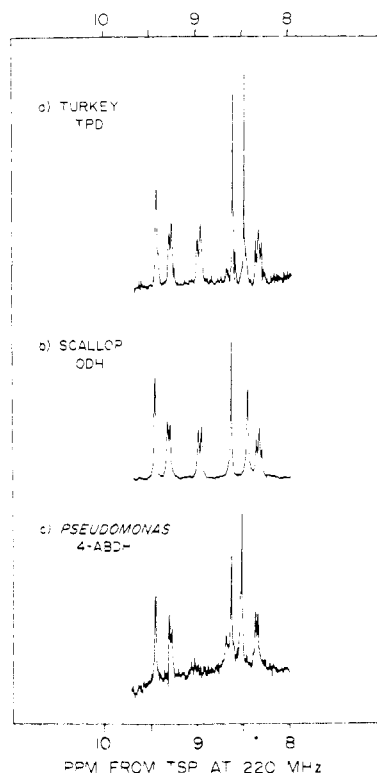 10 9 8
a) TURKEY
TPD
b) SCALLOP
ODH
c) PSEUDOMONAS
4-ABDH
10 9 8
PPM FROM TSP AT 220 MHz